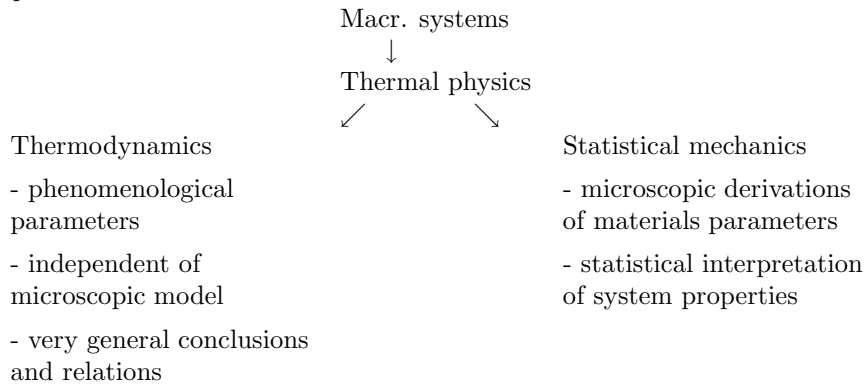 Macr. systems
↓
Thermal physics
↙ ↘
Thermodynamics
- phenomenological
parameters
- independent of
microscopic model
- very general conclusions
and relations
Statistical mechanics
- microscopic derivations
of materials parameters
- statistical interpretation
of system properties